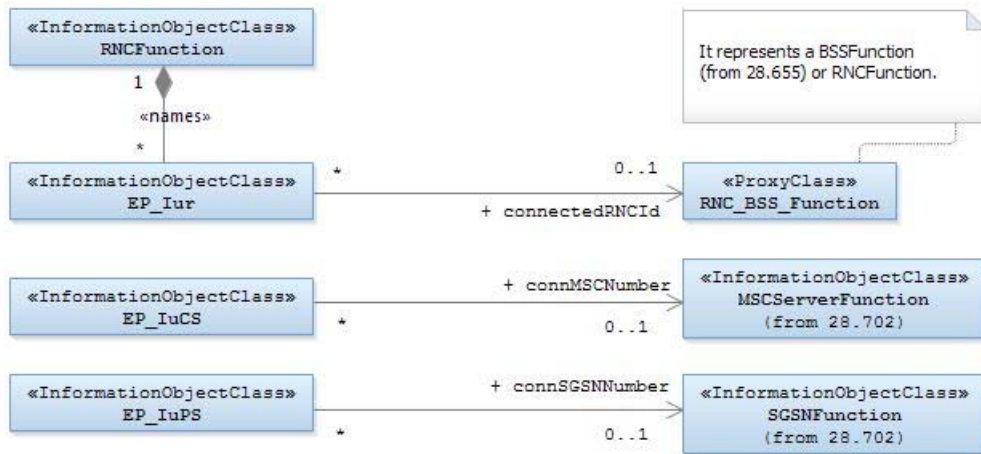 «InformationObjectClass»
RNCFunction
It represents a BSSFunction
(from 28.655) or RNCFunction.
1
«names»
*
«InformationObjectClass»
EP_Iur
*
0..1
+ connectedRNCId
«ProxyClass»
RNC_BSS_Function
«InformationObjectClass»
EP_IuCS
+ connMSCNumber
*
0..1
«InformationObjectClass»
MSCServerFunction
(from 28.702)
«InformationObjectClass»
EP_IuPS
+ connSGSNNumber
*
0..1
«InformationObjectClass»
SGSNFunction
(from 28.702)